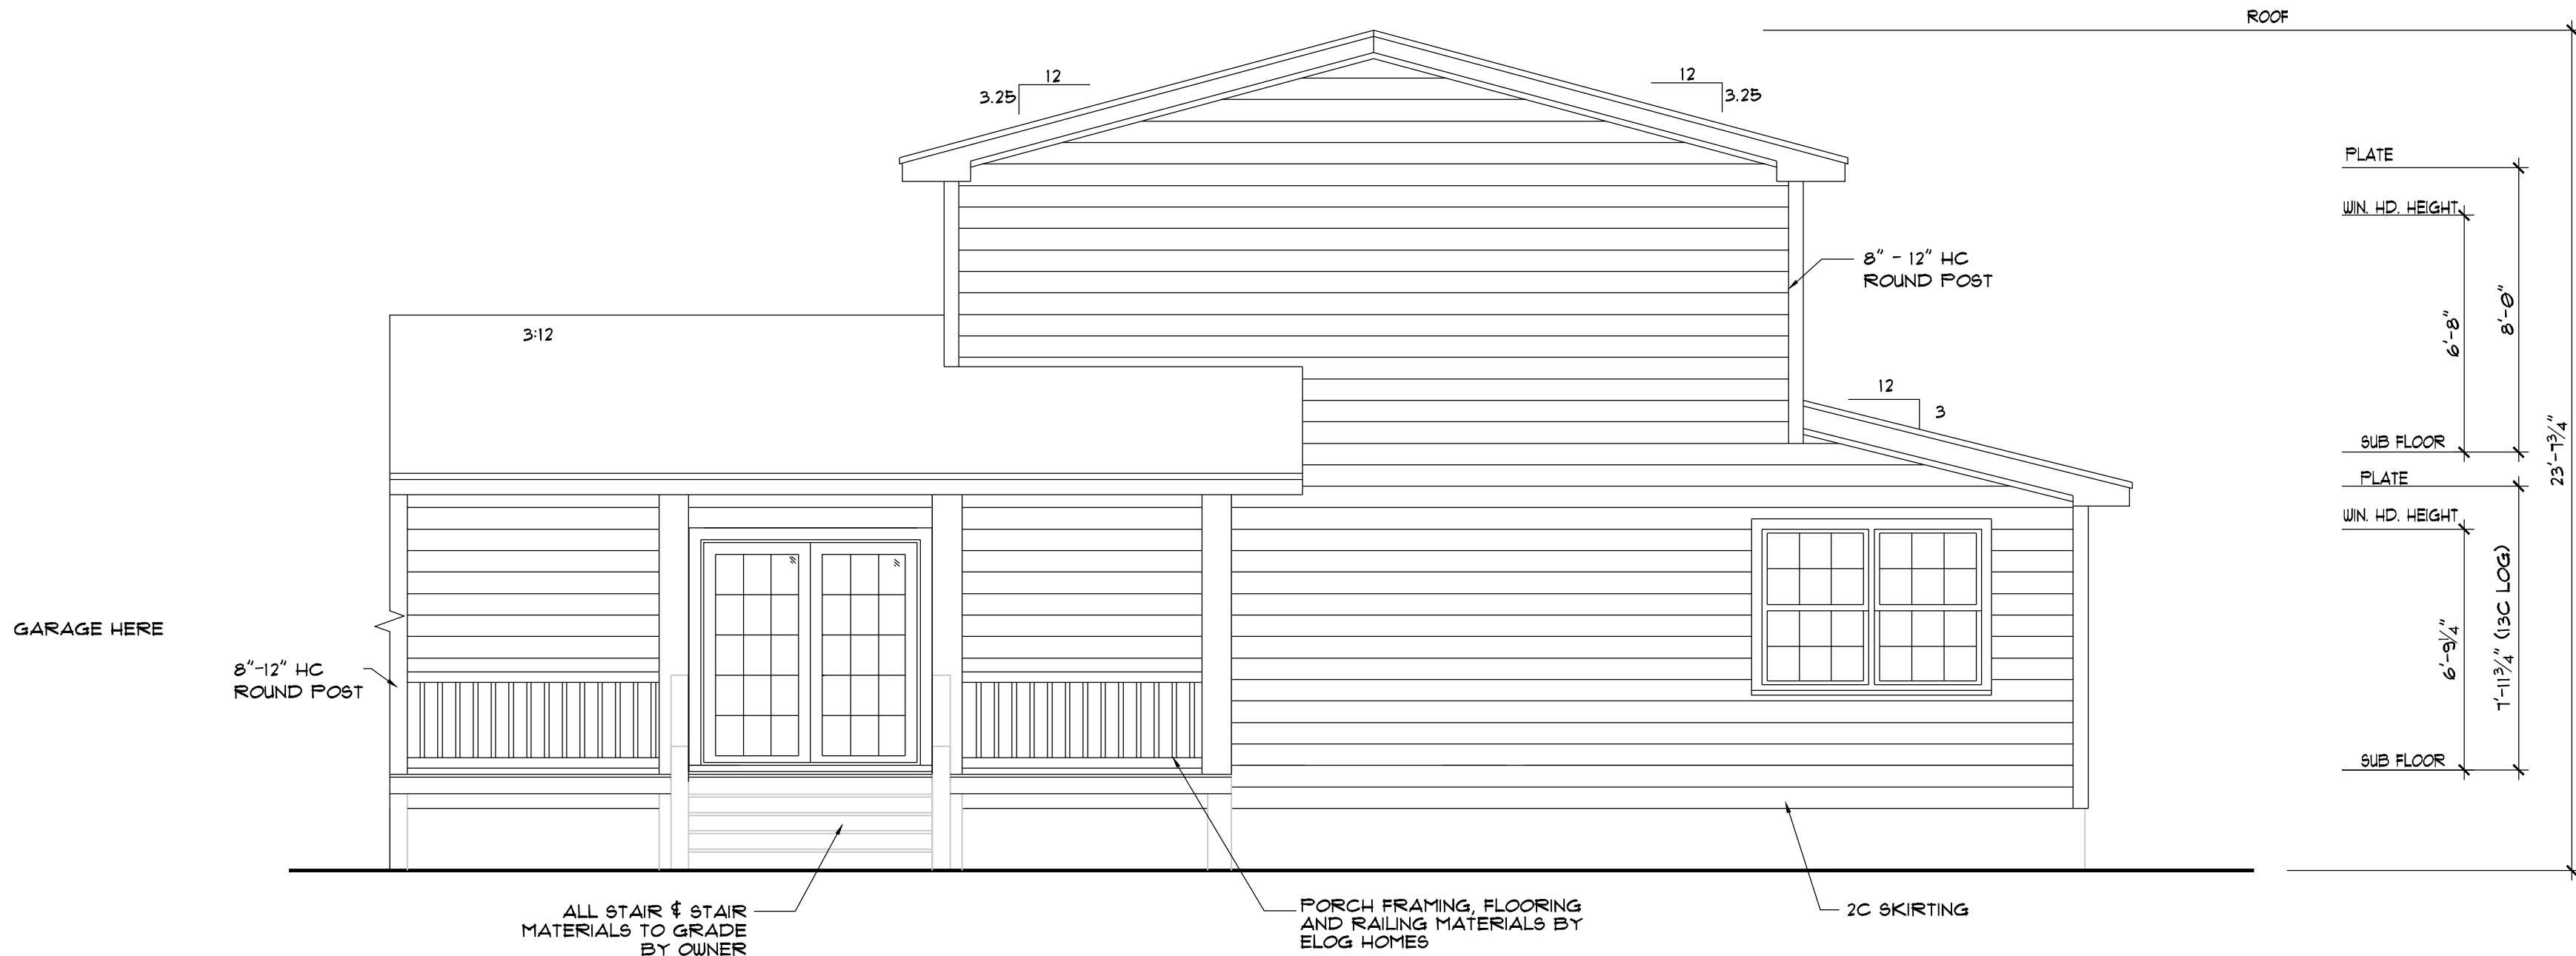 ROOF
12
3.25
12
3.25
PLATE
WIN. HD. HEIGHT
8" - 12" HC
ROUND POST
8'-0"
6'-8"
3:12
12
3
SUB FLOOR
23'-7 3/4"
PLATE
WIN. HD. HEIGHT
GARAGE HERE
8"-12" HC
ROUND POST
6'-9 1/4"
7'-11 3/4" (13C LOG)
SUB FLOOR
ALL STAIR & STAIR
MATERIALS TO GRADE
BY OWNER
PORCH FRAMING, FLOORING
AND RAILING MATERIALS BY
ELOG HOMES
2C SKIRTING